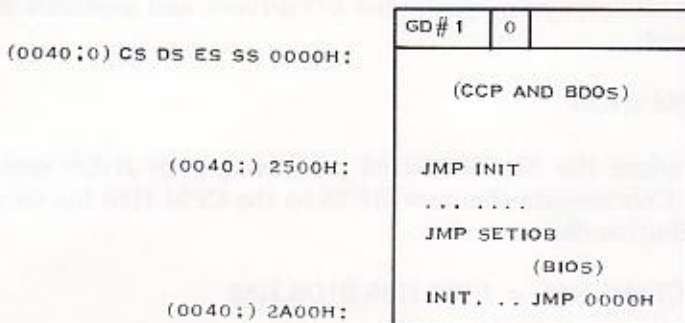 GD#1 0
(0040:0) CS DS ES SS 0000H:
(CCP AND BDOS)
(0040:) 2500H: JMP INIT
. . . . . . . .
JMP SETIOB
(BIOS)
INIT. . . JMP 0000H
(0040:) 2A00H: